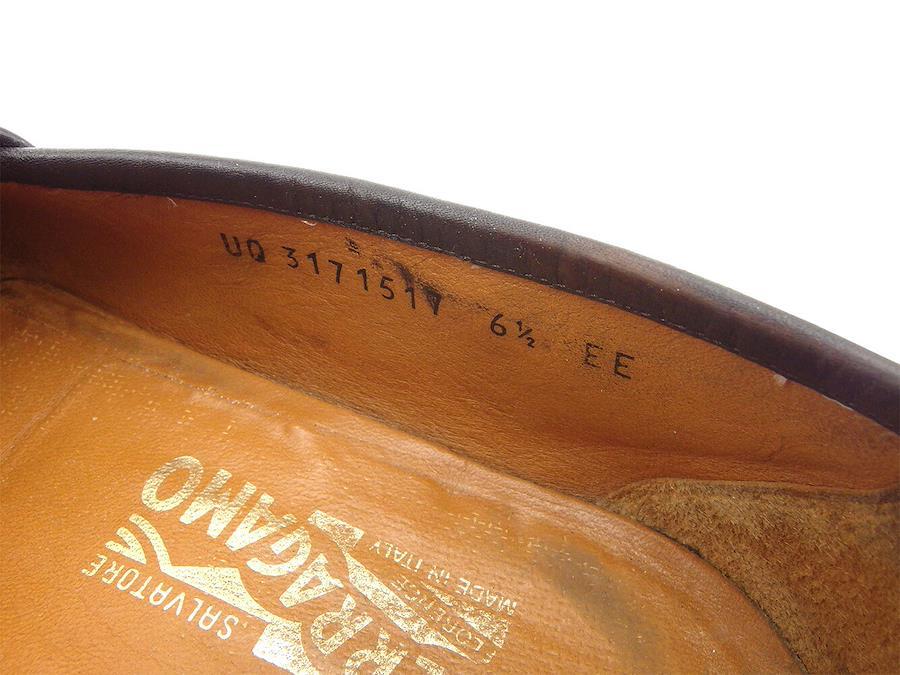 UQ 3171517 6½ EE
SALVATORE
FERRAGAMO
FLORENCE
MADE IN ITALY